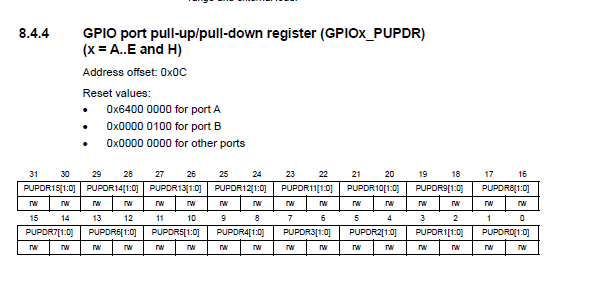 8.4.4 GPIO port pull-up/pull-down register (GPIOx_PUPDR)
(x = A..E and H)
Address offset: 0x0C
Reset values:
• 0x6400 0000 for port A
• 0x0000 0100 for port B
• 0x0000 0000 for other ports
31 30 29 28 27 26 25 24 23 22 21 20 19 18 17 16
PUPDR15[1:0] PUPDR14[1:0] PUPDR13[1:0] PUPDR12[1:0] PUPDR11[1:0] PUPDR10[1:0] PUPDR9[1:0] PUPDR8[1:0]
rw rw rw rw rw rw rw rw rw rw rw rw rw rw rw rw
15 14 13 12 11 10 9 8 7 6 5 4 3 2 1 0
PUPDR7[1:0] PUPDR6[1:0] PUPDR5[1:0] PUPDR4[1:0] PUPDR3[1:0] PUPDR2[1:0] PUPDR1[1:0] PUPDR0[1:0]
rw rw rw rw rw rw rw rw rw rw rw rw rw rw rw rw